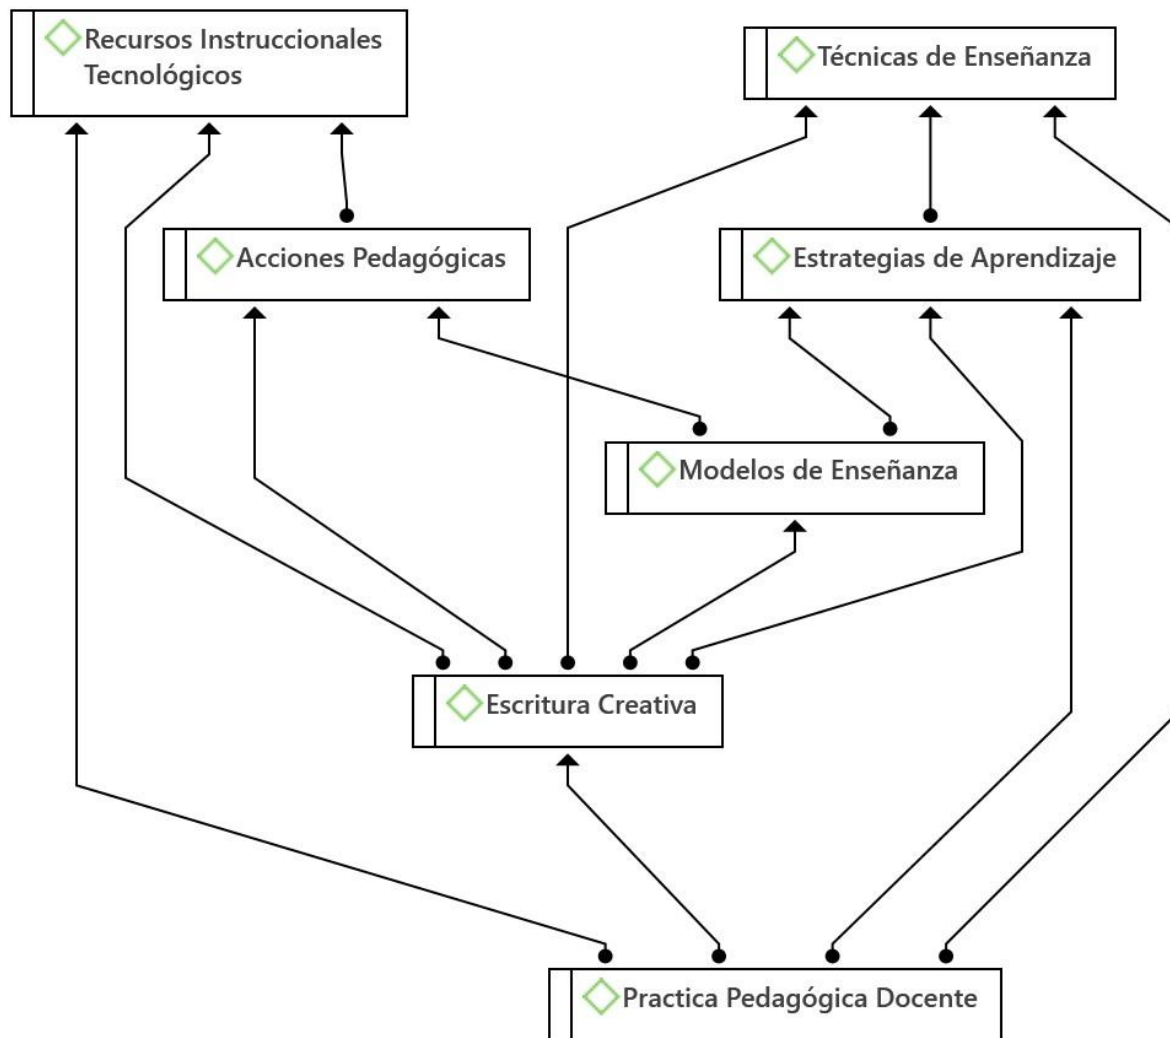 Recursos Instruccionales
Tecnológicos
Técnicas de Enseñanza
Acciones Pedagógicas
Estrategias de Aprendizaje
Modelos de Enseñanza
Escritura Creativa
Practica Pedagógica Docente